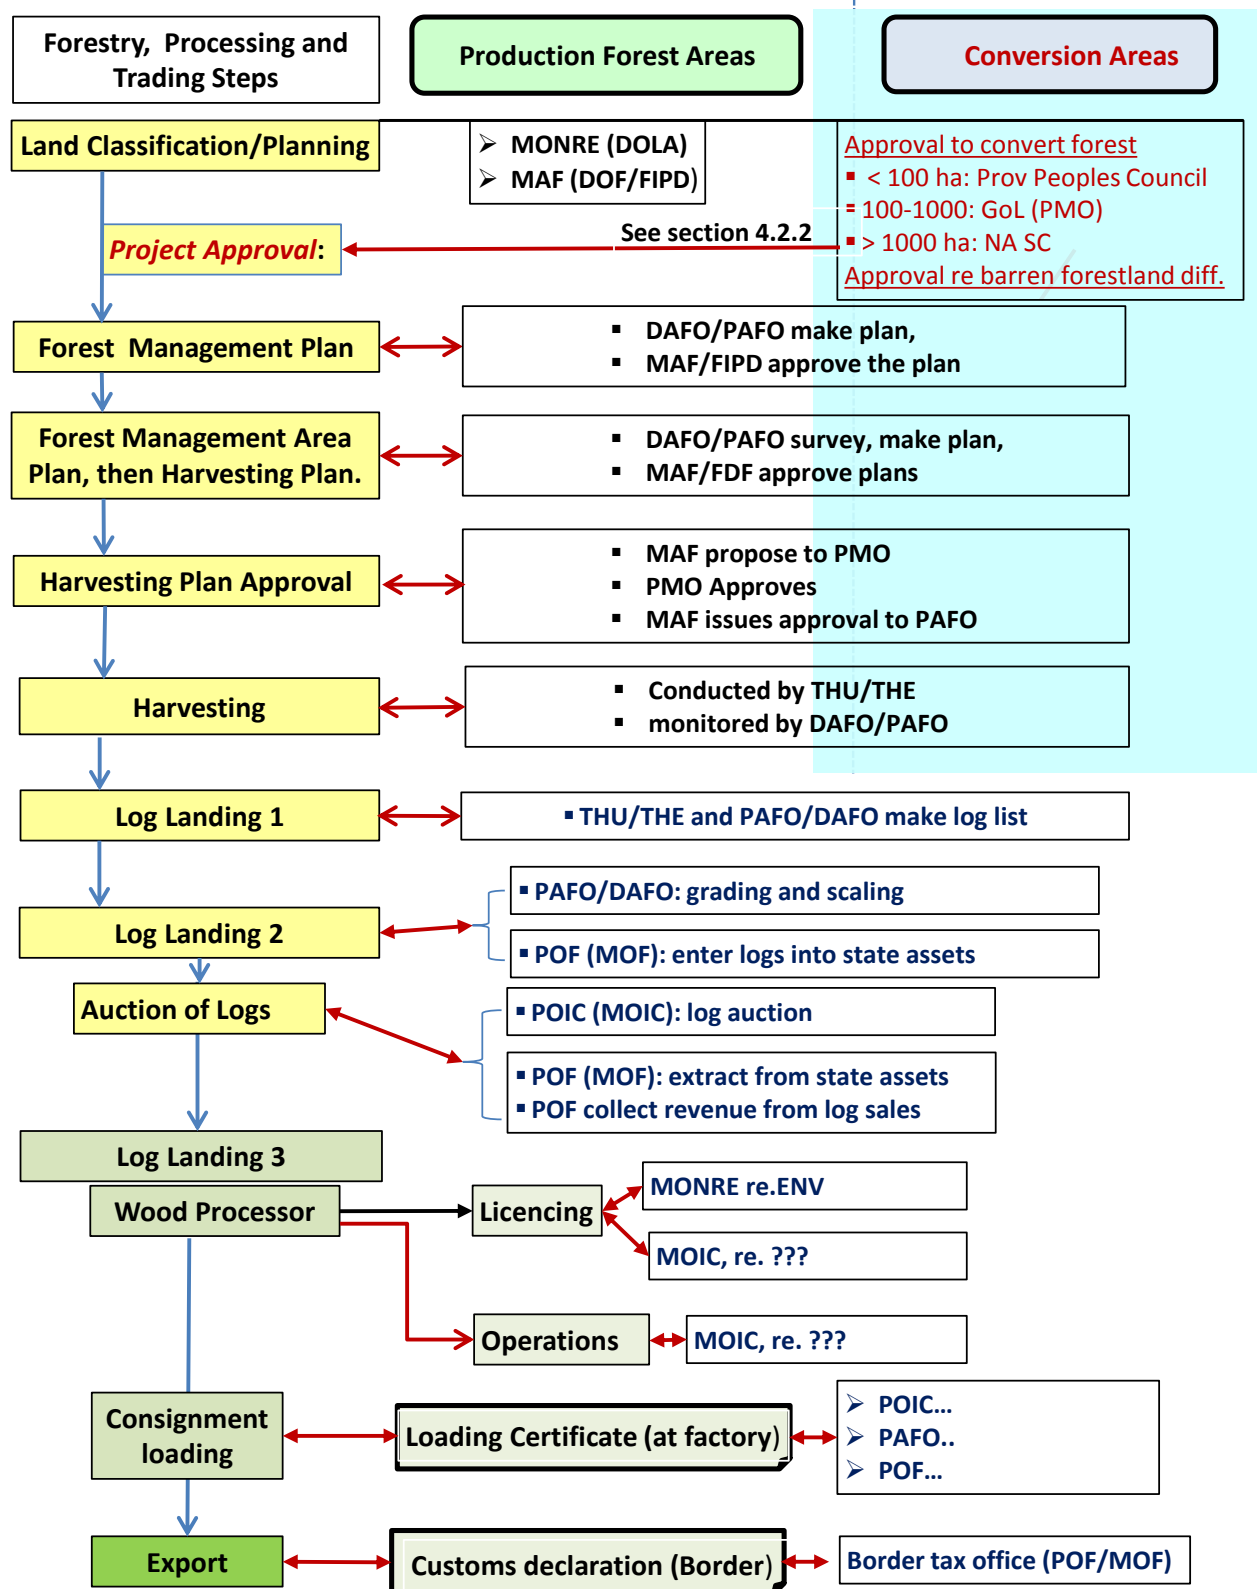 Forestry, Processing and
Trading Steps
Production Forest Areas
Conversion Areas
Land Classification/Planning
➢ MONRE (DOLA)
➢ MAF (DOF/FIPD)
Approval to convert forest
▪ < 100 ha: Prov Peoples Council
▪ 100-1000: GoL (PMO)
▪ > 1000 ha: NA SC
Approval re barren forestland diff.
Project Approval:
See section 4.2.2
Forest Management Plan
▪ DAFO/PAFO make plan,
▪ MAF/FIPD approve the plan
Forest Management Area
Plan, then Harvesting Plan.
▪ DAFO/PAFO survey, make plan,
▪ MAF/FDF approve plans
Harvesting Plan Approval
▪ MAF propose to PMO
▪ PMO Approves
▪ MAF issues approval to PAFO
Harvesting
▪ Conducted by THU/THE
▪ monitored by DAFO/PAFO
Log Landing 1
▪ THU/THE and PAFO/DAFO make log list
Log Landing 2
▪ PAFO/DAFO: grading and scaling
▪ POF (MOF): enter logs into state assets
Auction of Logs
▪ POIC (MOIC): log auction
▪ POF (MOF): extract from state assets
▪ POF collect revenue from log sales
Log Landing 3
Wood Processor
Licencing
MONRE re.ENV
MOIC, re. ???
Operations
MOIC, re. ???
Consignment
loading
Loading Certificate (at factory)
➢ POIC...
➢ PAFO..
➢ POF...
Export
Customs declaration (Border)
Border tax office (POF/MOF)